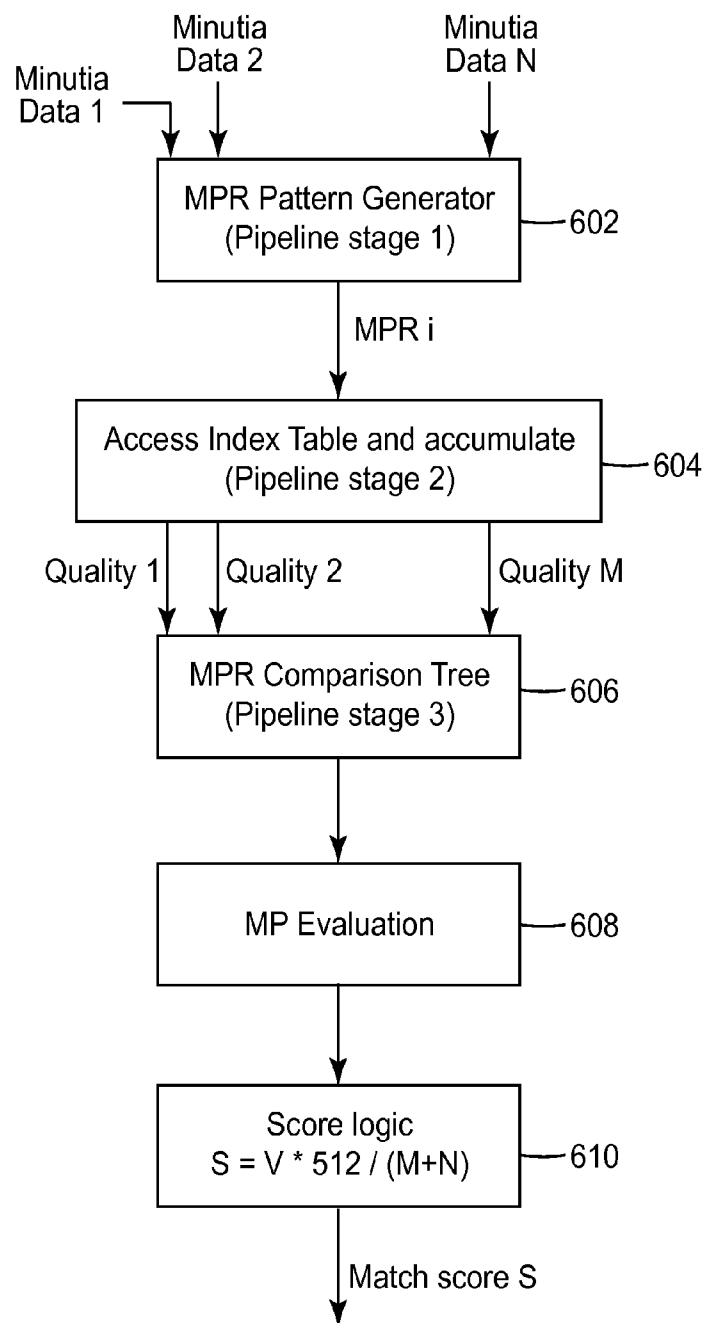 Minutia
Data 1
Minutia
Data 2
Minutia
Data N
MPR Pattern Generator
(Pipeline stage 1)
602
MPR i
Access Index Table and accumulate
(Pipeline stage 2)
604
Quality 1
Quality 2
Quality M
MPR Comparison Tree
(Pipeline stage 3)
606
MP Evaluation
608
Score logic
S = V * 512 / (M+N)
610
Match score S